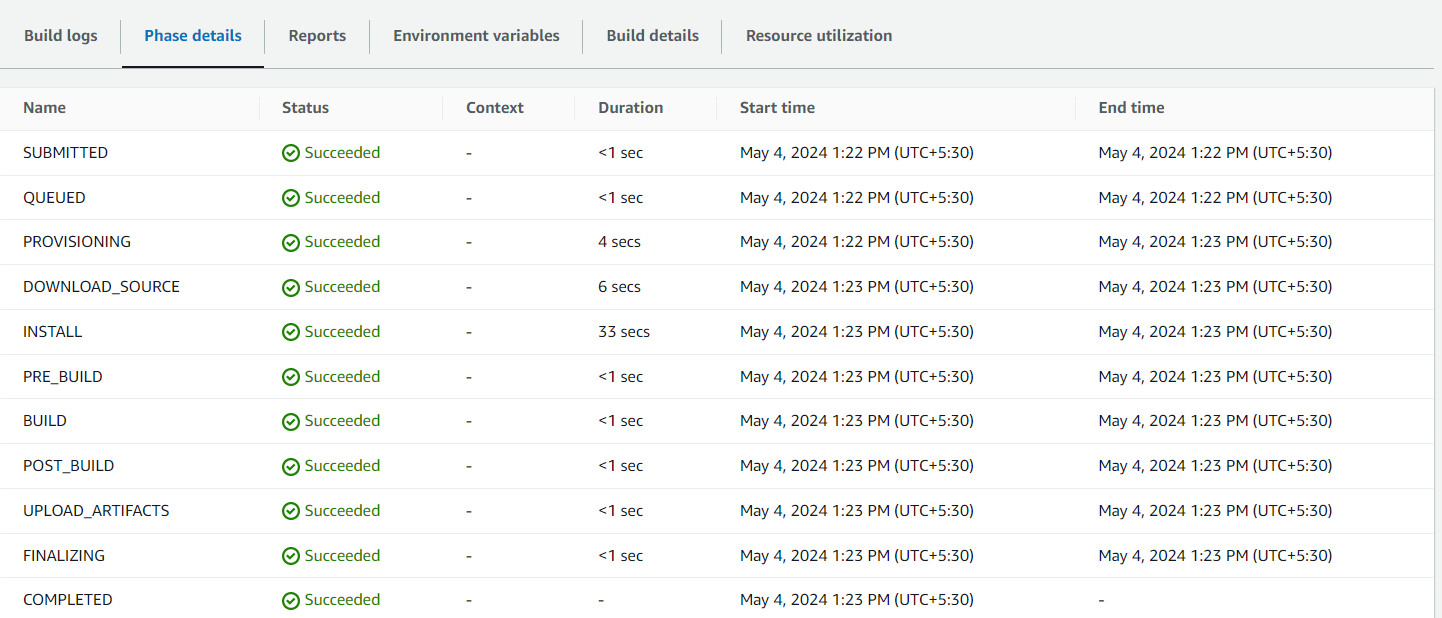 Build logs Phase details Reports Environment variables Build details Resource utilization
Name Status Context Duration Start time End time
SUBMITTED Succeeded - <1 sec May 4, 2024 1:22 PM (UTC+5:30) May 4, 2024 1:22 PM (UTC+5:30)
QUEUED Succeeded - <1 sec May 4, 2024 1:22 PM (UTC+5:30) May 4, 2024 1:22 PM (UTC+5:30)
PROVISIONING Succeeded - 4 secs May 4, 2024 1:22 PM (UTC+5:30) May 4, 2024 1:23 PM (UTC+5:30)
DOWNLOAD_SOURCE Succeeded - 6 secs May 4, 2024 1:23 PM (UTC+5:30) May 4, 2024 1:23 PM (UTC+5:30)
INSTALL Succeeded - 33 secs May 4, 2024 1:23 PM (UTC+5:30) May 4, 2024 1:23 PM (UTC+5:30)
PRE_BUILD Succeeded - <1 sec May 4, 2024 1:23 PM (UTC+5:30) May 4, 2024 1:23 PM (UTC+5:30)
BUILD Succeeded - <1 sec May 4, 2024 1:23 PM (UTC+5:30) May 4, 2024 1:23 PM (UTC+5:30)
POST_BUILD Succeeded - <1 sec May 4, 2024 1:23 PM (UTC+5:30) May 4, 2024 1:23 PM (UTC+5:30)
UPLOAD_ARTIFACTS Succeeded - <1 sec May 4, 2024 1:23 PM (UTC+5:30) May 4, 2024 1:23 PM (UTC+5:30)
FINALIZING Succeeded - <1 sec May 4, 2024 1:23 PM (UTC+5:30) May 4, 2024 1:23 PM (UTC+5:30)
COMPLETED Succeeded - - May 4, 2024 1:23 PM (UTC+5:30) -